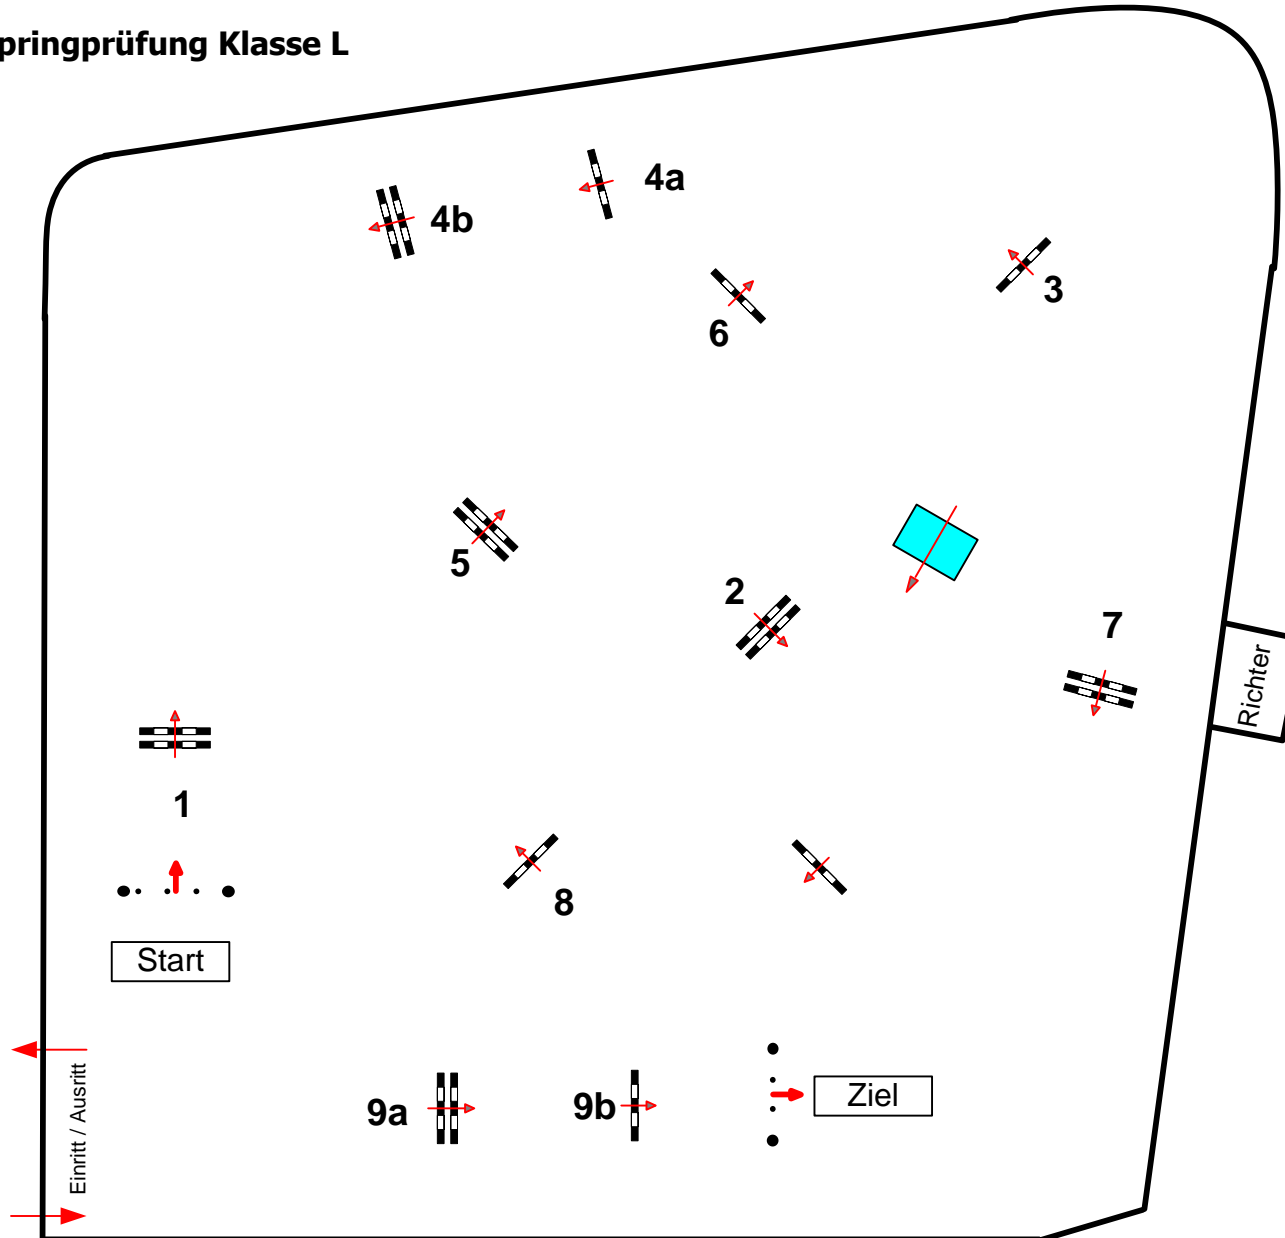 pringprüfung Klasse L
4a
4b
3
6
5
2
7
Richter
1
8
Start
Einritt / Ausritt
9a
9b
Ziel